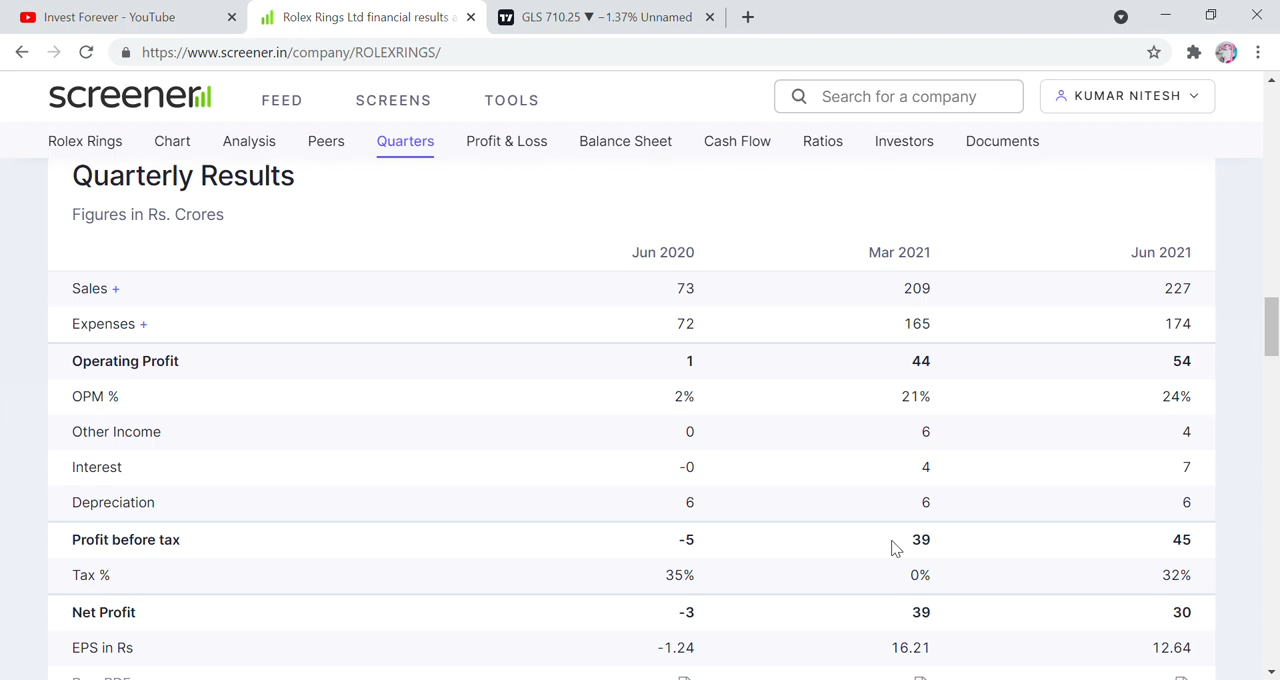 Invest Forever - YouTube
Rolex Rings Ltd financial results a
GLS 710.25 ▼ −1.37% Unnamed
https://www.screener.in/company/ROLEXRINGS/
screener
FEED SCREENS TOOLS
Search for a company
KUMAR NITESH
Rolex Rings Chart Analysis Peers Quarters Profit & Loss Balance Sheet Cash Flow Ratios Investors Documents
Quarterly Results
Figures in Rs. Crores
Jun 2020 Mar 2021 Jun 2021
Sales + 73 209 227
Expenses + 72 165 174
Operating Profit 1 44 54
OPM % 2% 21% 24%
Other Income 0 6 4
Interest -0 4 7
Depreciation 6 6 6
Profit before tax -5 39 45
Tax % 35% 0% 32%
Net Profit -3 39 30
EPS in Rs -1.24 16.21 12.64